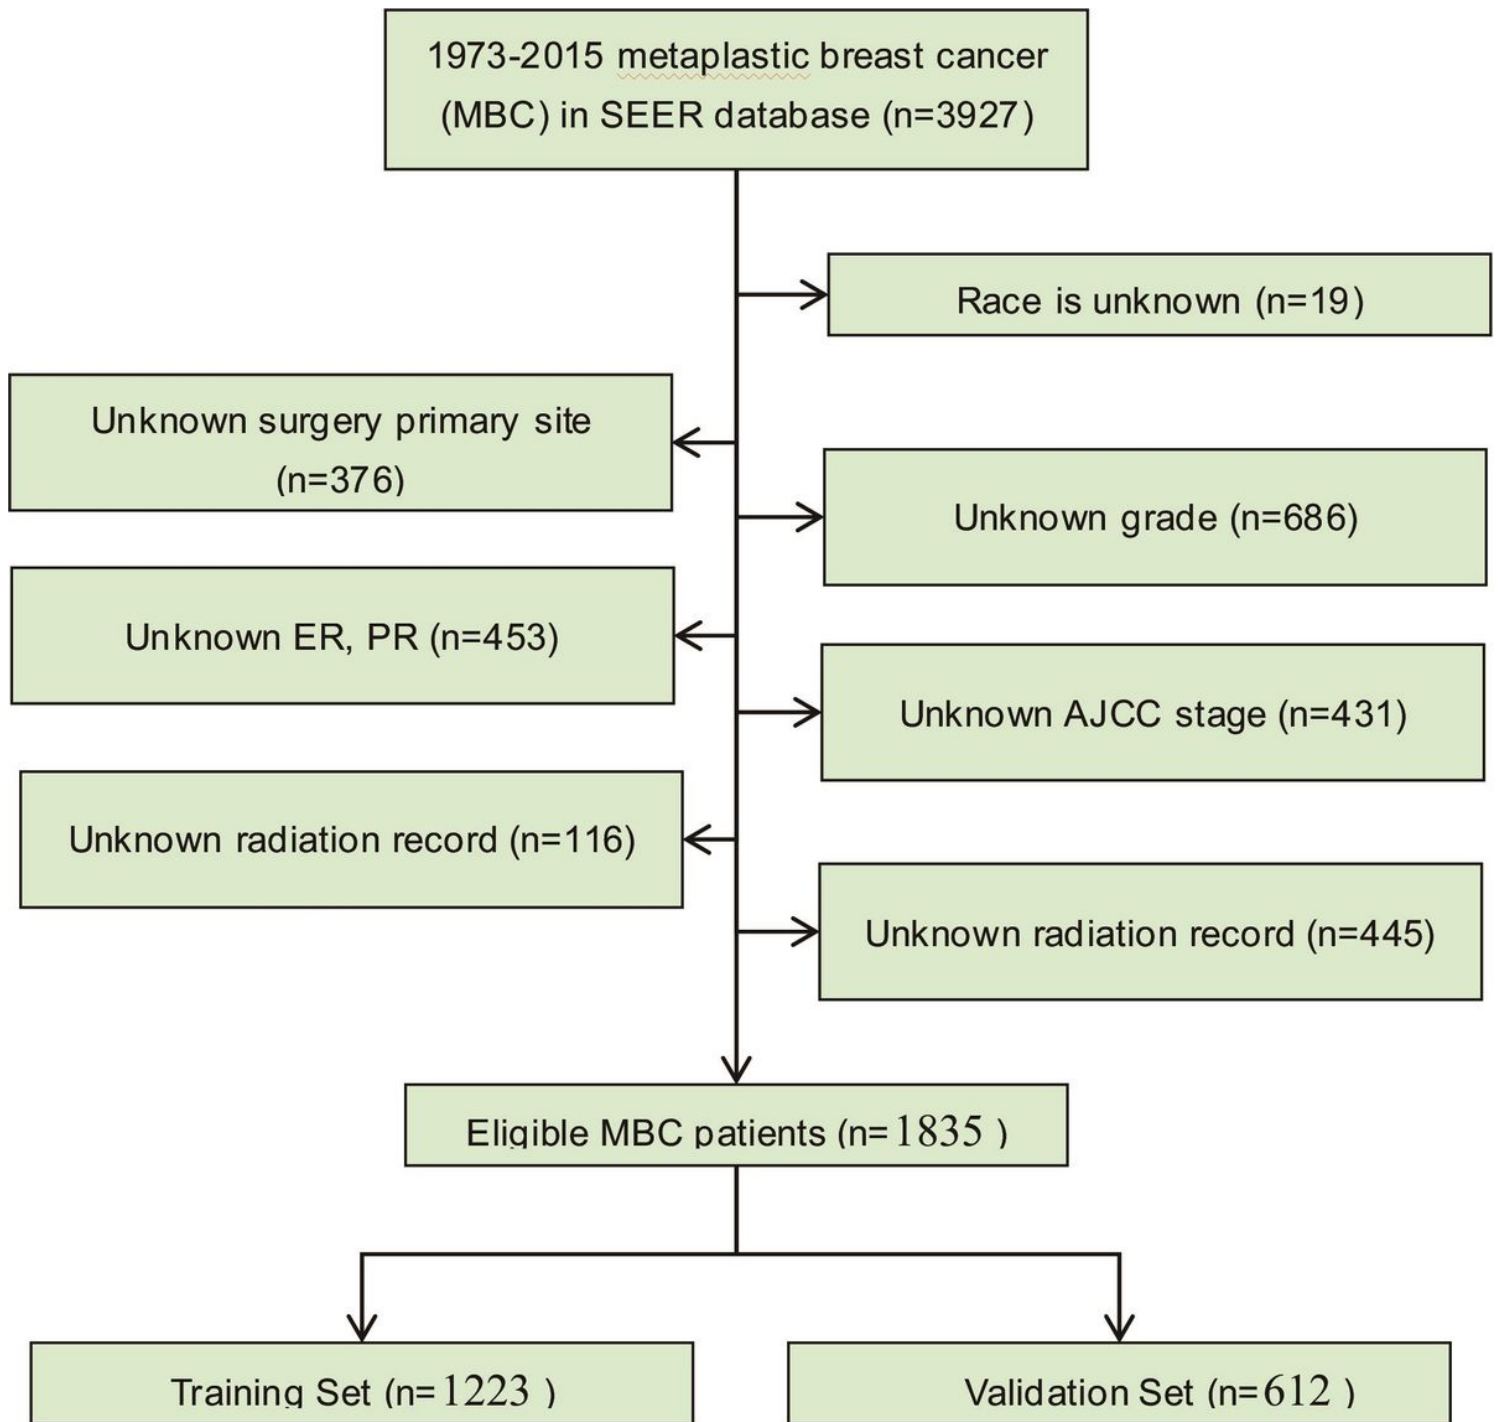 1973-2015 metaplastic breast cancer
(MBC) in SEER database (n=3927)
Race is unknown (n=19)
Unknown surgery primary site
(n=376)
Unknown grade (n=686)
Unknown ER, PR (n=453)
Unknown AJCC stage (n=431)
Unknown radiation record (n=116)
Unknown radiation record (n=445)
Eligible MBC patients (n=1835 )
Training Set (n=1223 )
Validation Set (n=612 )